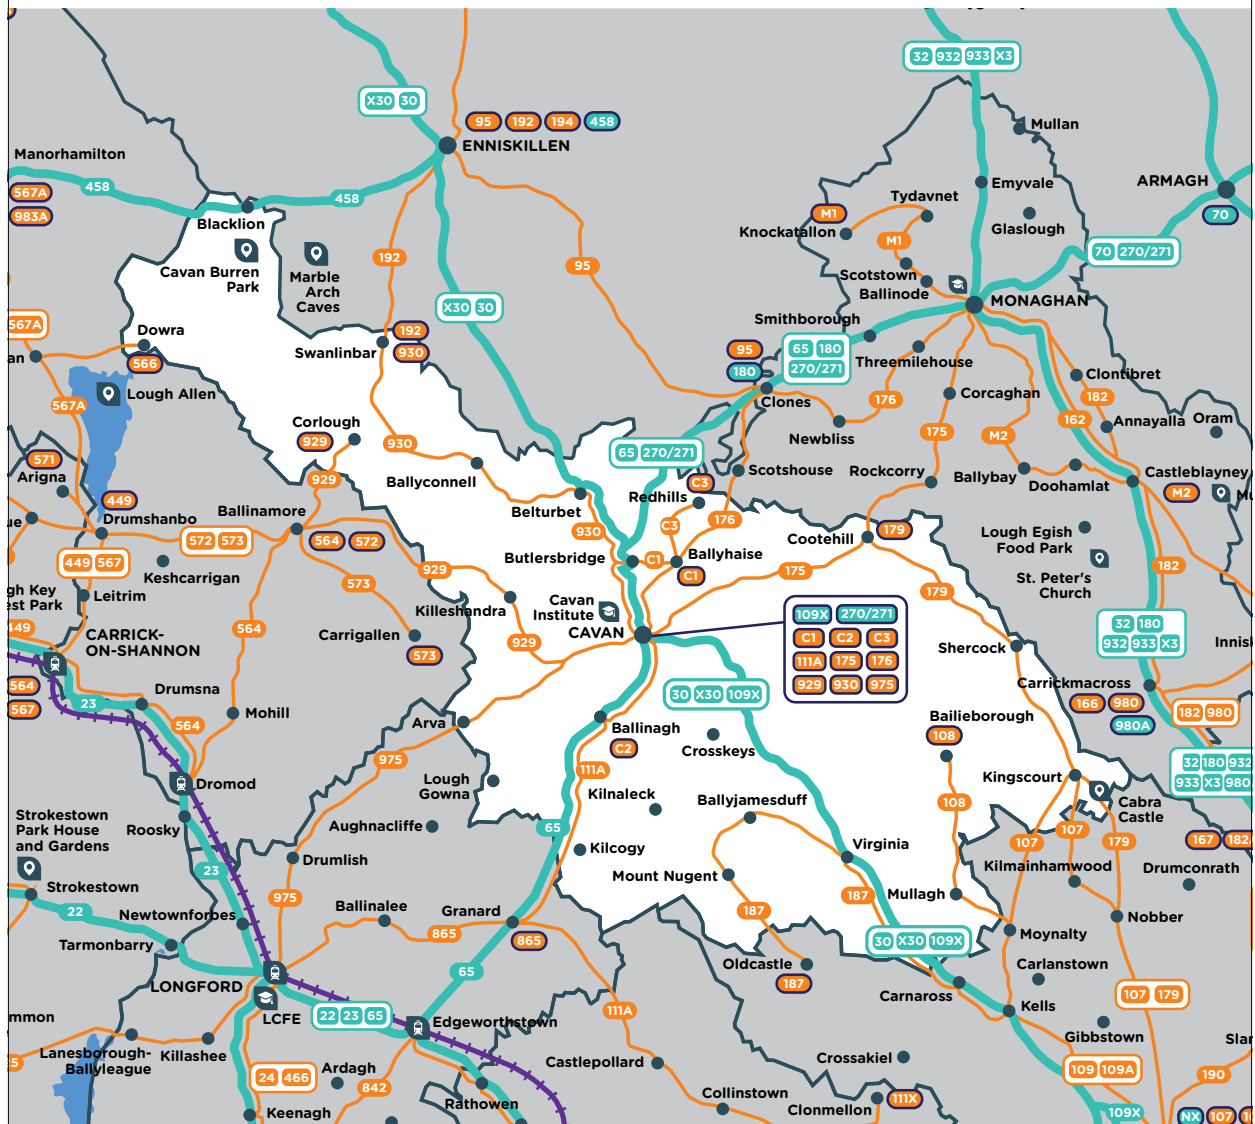 32 932 933 X3
X30 30
95 192 194 458
ENNISKILLEN
Mullan
Manorhamilton
458
458
567A
983A
Emyvale
ARMAGH
70
Tydavnet
M1
Knockatallon
Glaslough
Blacklion
M1
70 270/271
Cavan Burren
Park
Marble
Arch
Caves
192
95
Scotstown
Ballinode
MONAGHAN
X30 30
567A
Dowra
566
192
Swanlinbar
930
Smithborough
65 180
270/271
95
180
Threemilehouse
an
Lough Allen
567A
Clones
Clontibret
182
Corcaghan
176
162
Annayalla
Oram
Corlough
929
930
Newbliss
175
M2
65 270/271
571
Arigna
929
Ballyconnell
Scotshouse
Rockcorry
Ballybay
Doohamlat
Castleblayney
M2
Mu
C3
Redhills
449
Drumshanbo
Ballinamore
Belturbet
930
C3
176
ue
572 573
564 572
Cootehill
179
Lough Egish
Food Park
449 567
Keshcarrigan
929
Butlersbridge
C1
Ballyhaise
C1
175
St. Peter's
Church
182
573
gh Key
est Park
Leitrim
Killeshandra
Cavan
Institute
CAVAN
109X 270/271
C1 C2 C3
111A 175 176
929 930 975
179
449
CARRICK-
ON-SHANNON
564
Carrigallen
573
929
32 180
932 933 X3
Shercock
Innisk
564
567
23
Drumsna
30 X30 109X
Carrickmacross
166 980
980A
182 980
564
Mohill
Arva
Ballinagh
C2
Crosskeys
Bailieborough
108
975
111A
32 180 932
933 X3 980
Dromod
Lough
Gowna
Kilnaleck
Ballyjamesduff
108
Kingscourt
Cabra
Castle
Strokestown
Park House
and Gardens
Roosky
Aughnacliffe
65
107
107
179
167 182
Drumlish
Kilcogy
Virginia
Kilmainhamwood
Drumconrath
23
Strokestown
22
975
Mount Nugent
187
187
Mullagh
Newtownforbes
Ballinalee
Granard
865
865
Nobber
Tarmonbarry
30 X30 109X
Moynalty
65
Oldcastle
187
Carlanstown
LONGFORD
Carnaross
107 179
LCFE
22 23 65
Edgeworthstown
111A
Kells
Gibbstown
mmon
Slan
Lanesborough-
Ballyleague
Killashee
Castlepollard
Crossakiel
109 109A
190
24 466
Ardagh
842
Rathowen
Collinstown
Clonmellon
111X
Keenagh
109X
NX 107